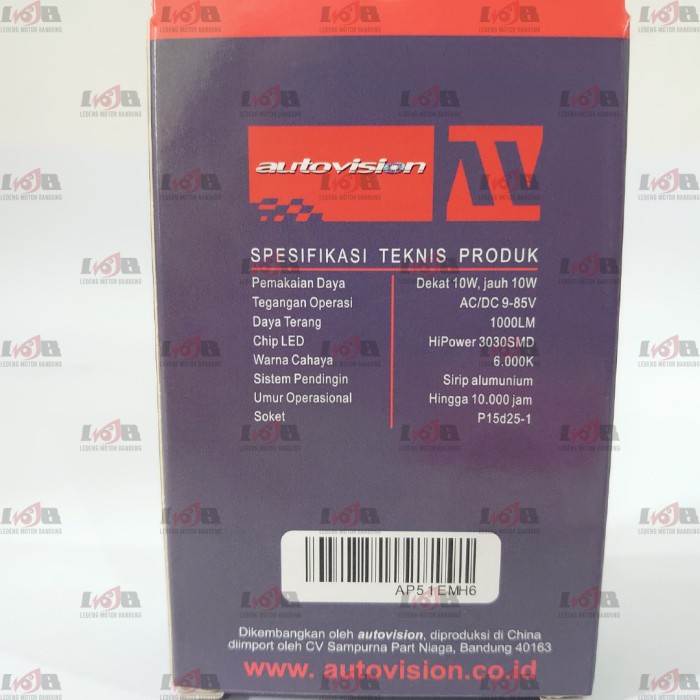 autovision
SPESIFIKASI TEKNIS PRODUK
Pemakaian Daya Dekat 10W, jauh 10W
Tegangan Operasi AC/DC 9-85V
Daya Terang 1000LM
Chip LED HiPower 3030SMD
Warna Cahaya 6.000K
Sistem Pendingin Sirip alumunium
Umur Operasional Hingga 10.000 jam
Soket P15d25-1
AP51EMH6
Dikembangkan oleh autovision, diproduksi di China
diimport oleh CV Sampurna Part Niaga, Bandung 40163
www. autovision.co.id
LEDENG MOTOR BANDUNG